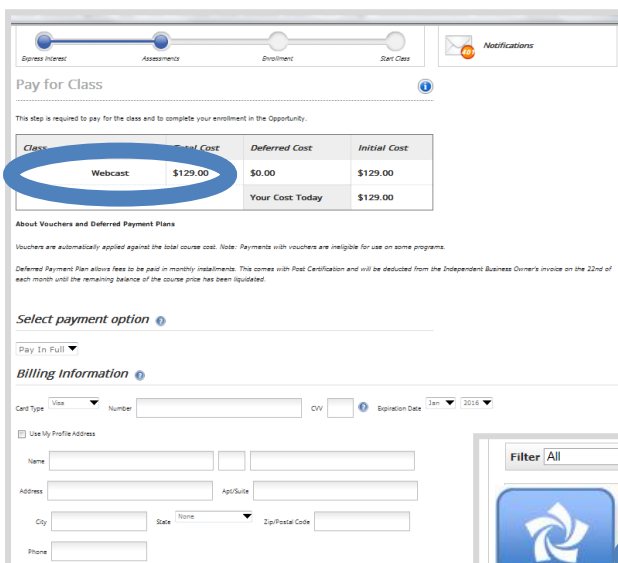 Notifications
401
Express Interest
Assessments
Enrollment
Start Class
Pay for Class
This step is required to pay for the class and to complete your enrollment in the Opportunity.
Class Total Cost Deferred Cost Initial Cost
Webcast $129.00 $0.00 $129.00
Your Cost Today $129.00
About Vouchers and Deferred Payment Plans
Vouchers are automatically applied against the total course cost. Note: Payments with vouchers are ineligible for use on some programs.
Deferred Payment Plan allows fees to be paid in monthly installments. This comes with Post Certification and will be deducted from the Independent Business Owner's invoice on the 22nd of
each month until the remaining balance of the course price has been
liquidated.
Select payment option ?
Pay In Full
Billing Information ?
Card Type Visa Number CVV ? Expiration Date Jan 2016
Use My Profile Address
Name
Address Apt/Suite
City State None Zip/Postal Code
Phone
Filter All